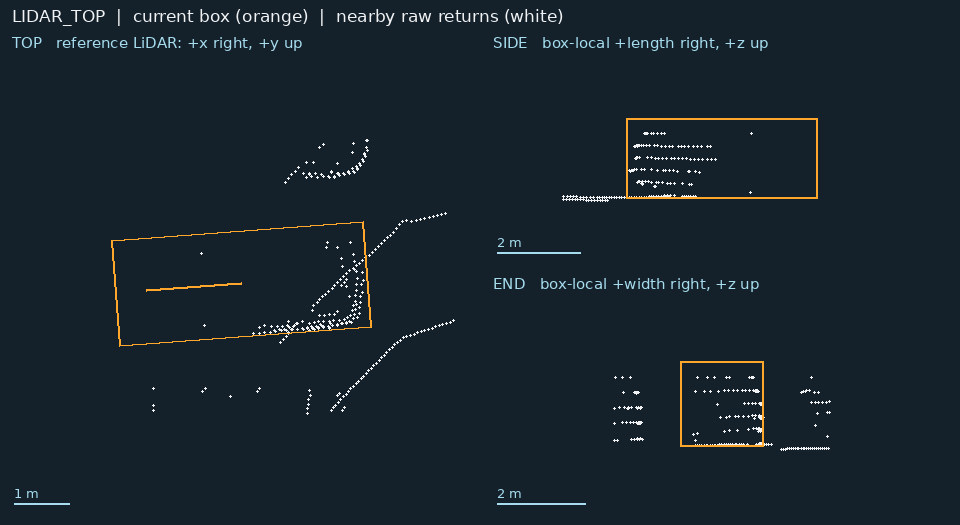 LIDAR_TOP  |  current box (orange)  |  nearby raw returns (white)
TOP   reference LiDAR: +x right, +y up
SIDE   box-local +length right, +z up
2 m
END   box-local +width right, +z up
1 m
2 m